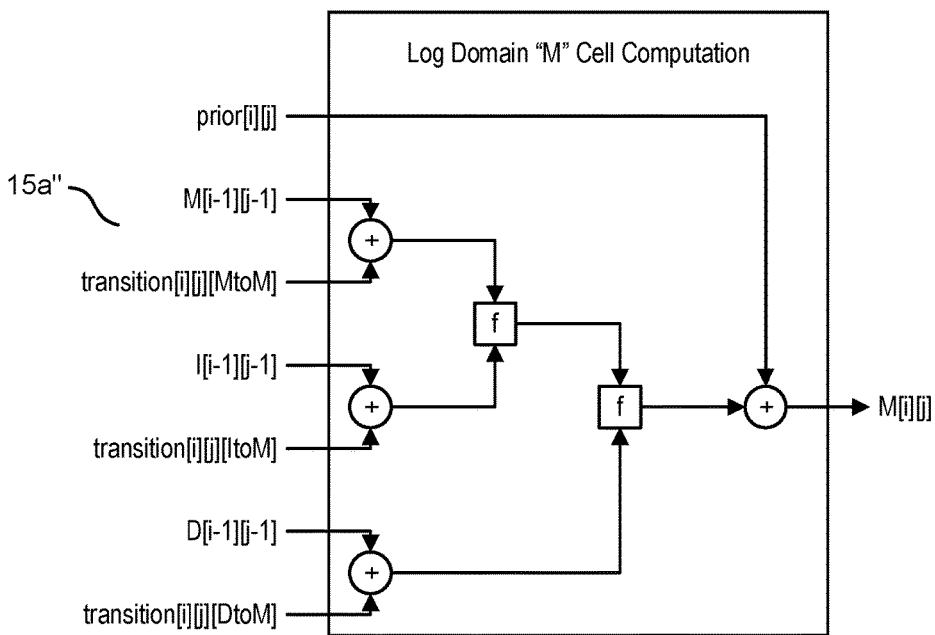 Log Domain “M” Cell Computation
prior[i][j]
15a"
M[i-1][j-1]
+
transition[i][j][MtoM]
f
I[i-1][j-1]
+
f
+
M[i][j]
transition[i][j][ItoM]
D[i-1][j-1]
+
transition[i][j][DtoM]